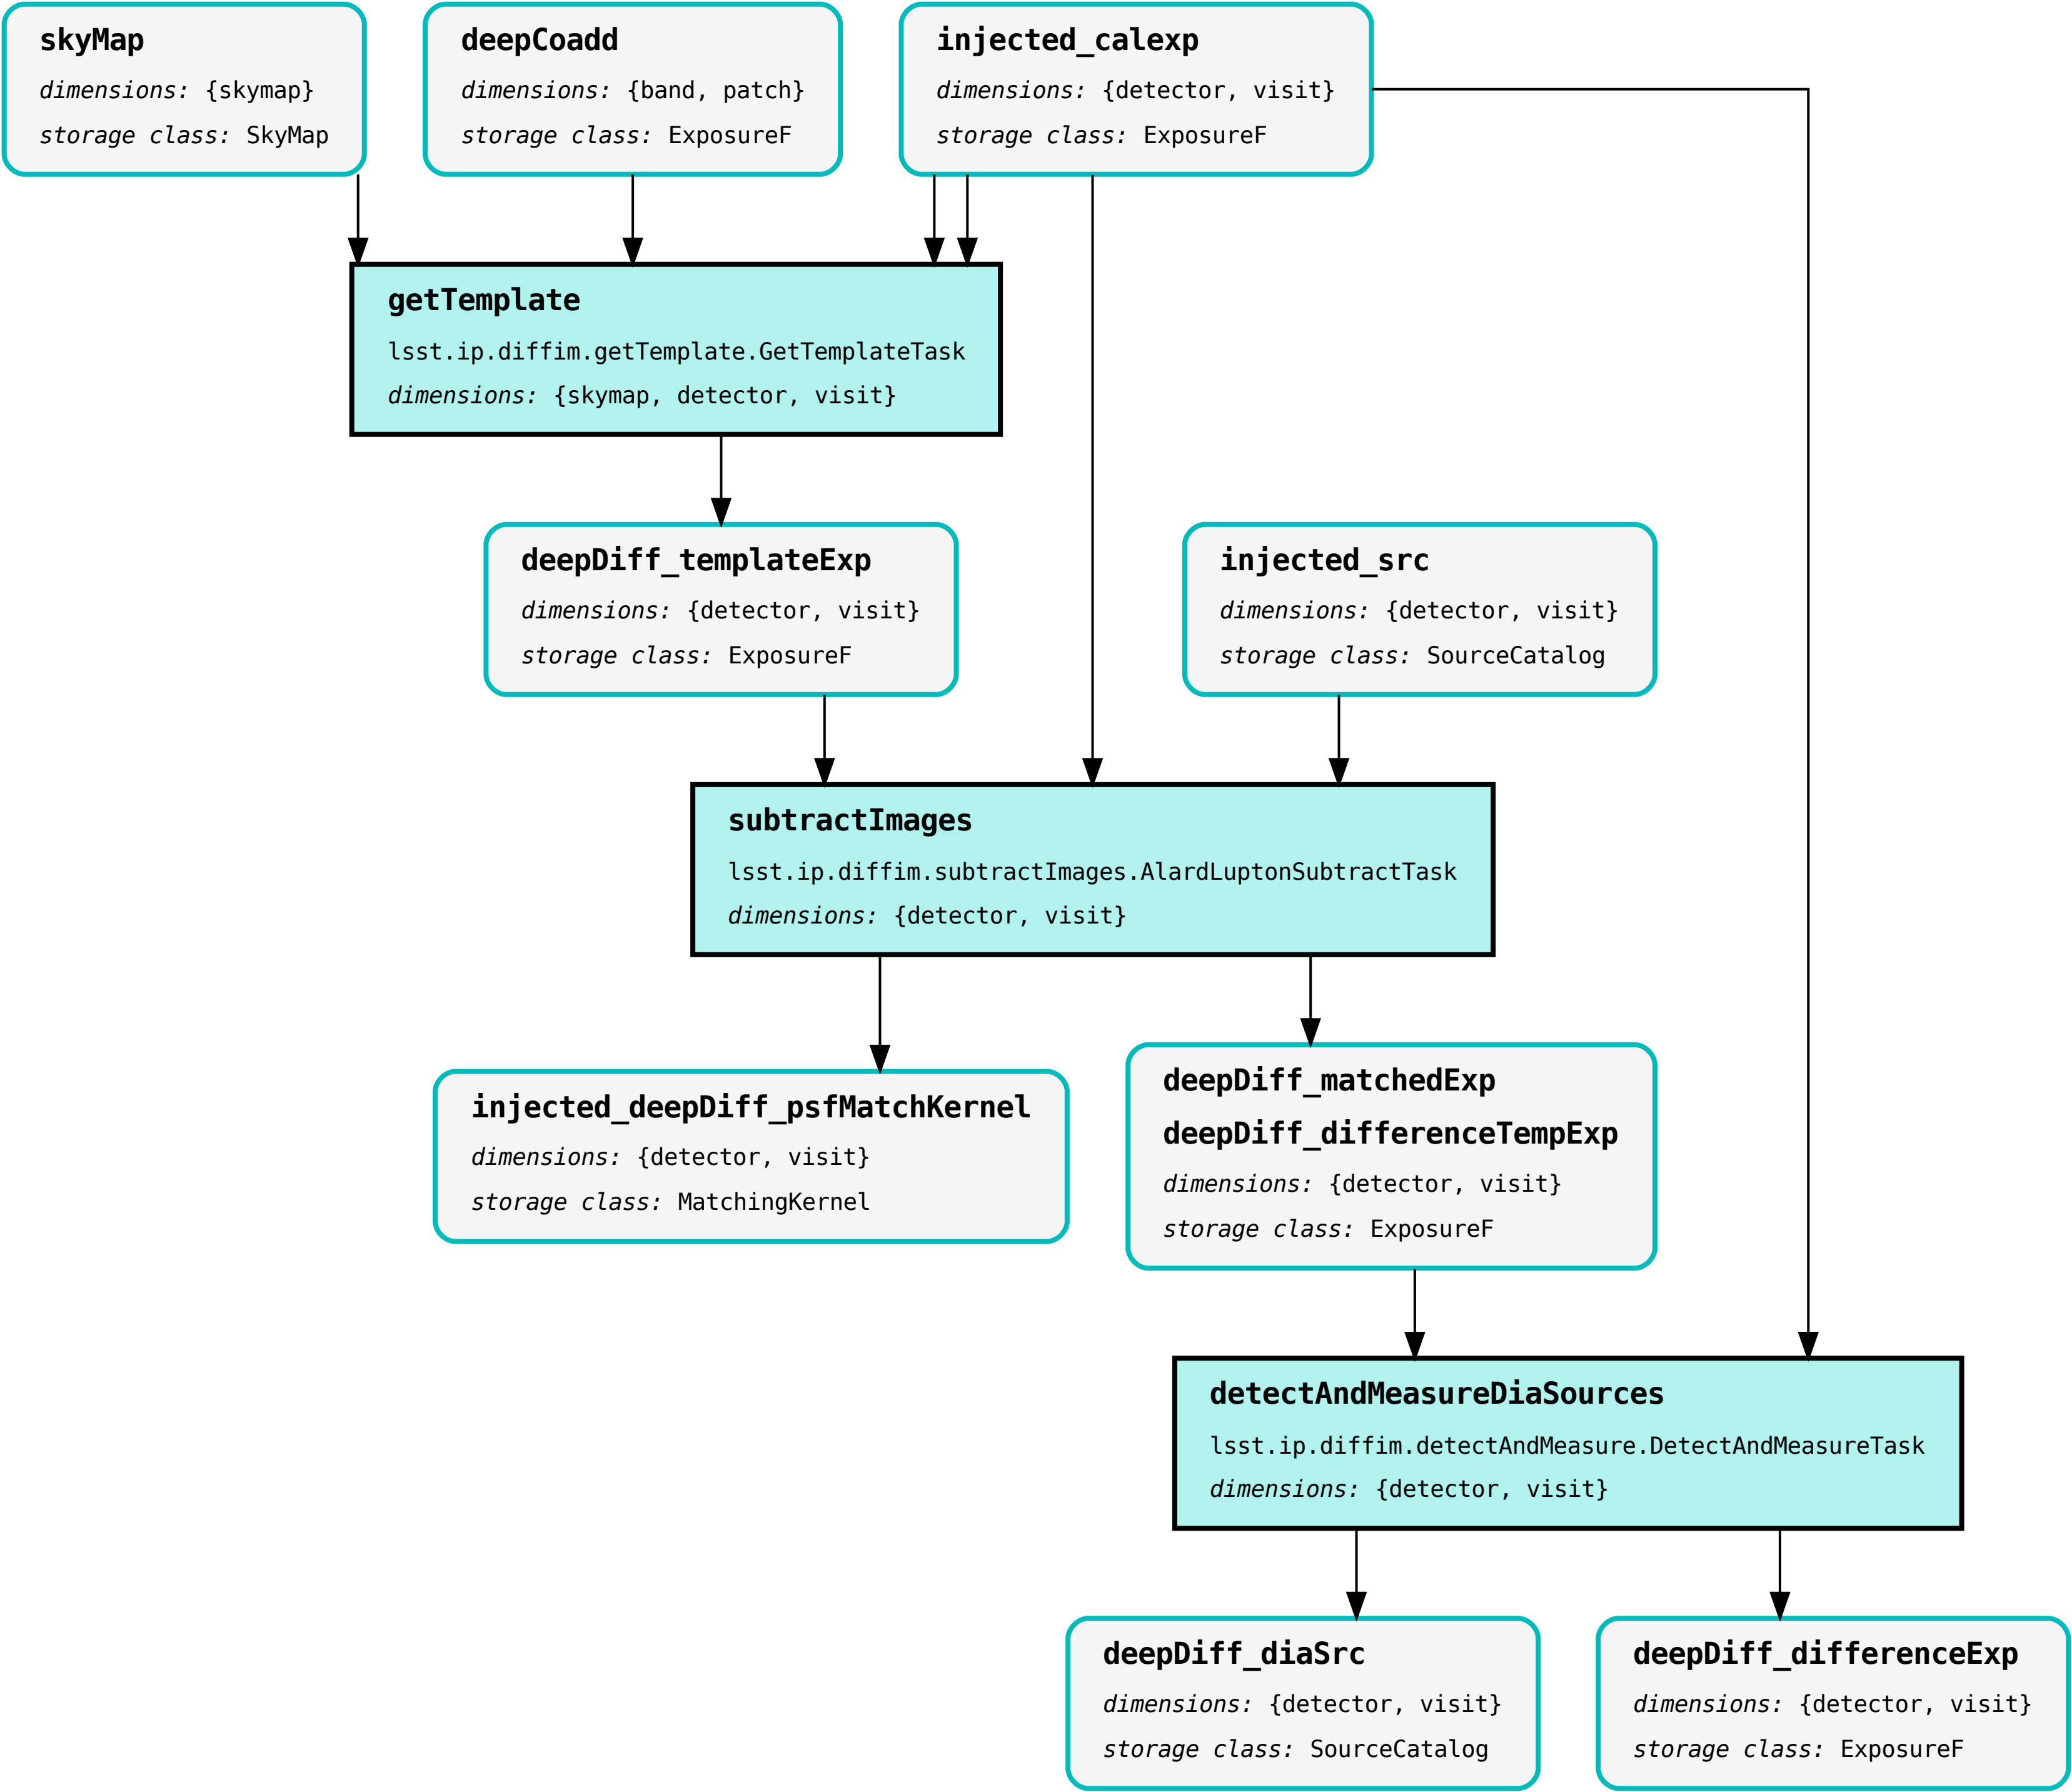 skyMap
dimensions: {skymap}
storage class: SkyMap
deepCoadd
dimensions: {band, patch}
storage class: ExposureF
injected_calexp
dimensions: {detector, visit}
storage class: ExposureF
getTemplate
lsst.ip.diffim.getTemplate.GetTemplateTask
dimensions: {skymap, detector, visit}
deepDiff_templateExp
dimensions: {detector, visit}
storage class: ExposureF
injected_src
dimensions: {detector, visit}
storage class: SourceCatalog
subtractImages
lsst.ip.diffim.subtractImages.AlardLuptonSubtractTask
dimensions: {detector, visit}
injected_deepDiff_psfMatchKernel
dimensions: {detector, visit}
storage class: MatchingKernel
deepDiff_matchedExp
deepDiff_differenceTempExp
dimensions: {detector, visit}
storage class: ExposureF
detectAndMeasureDiaSources
lsst.ip.diffim.detectAndMeasure.DetectAndMeasureTask
dimensions: {detector, visit}
deepDiff_diaSrc
dimensions: {detector, visit}
storage class: SourceCatalog
deepDiff_differenceExp
dimensions: {detector, visit}
storage class: ExposureF